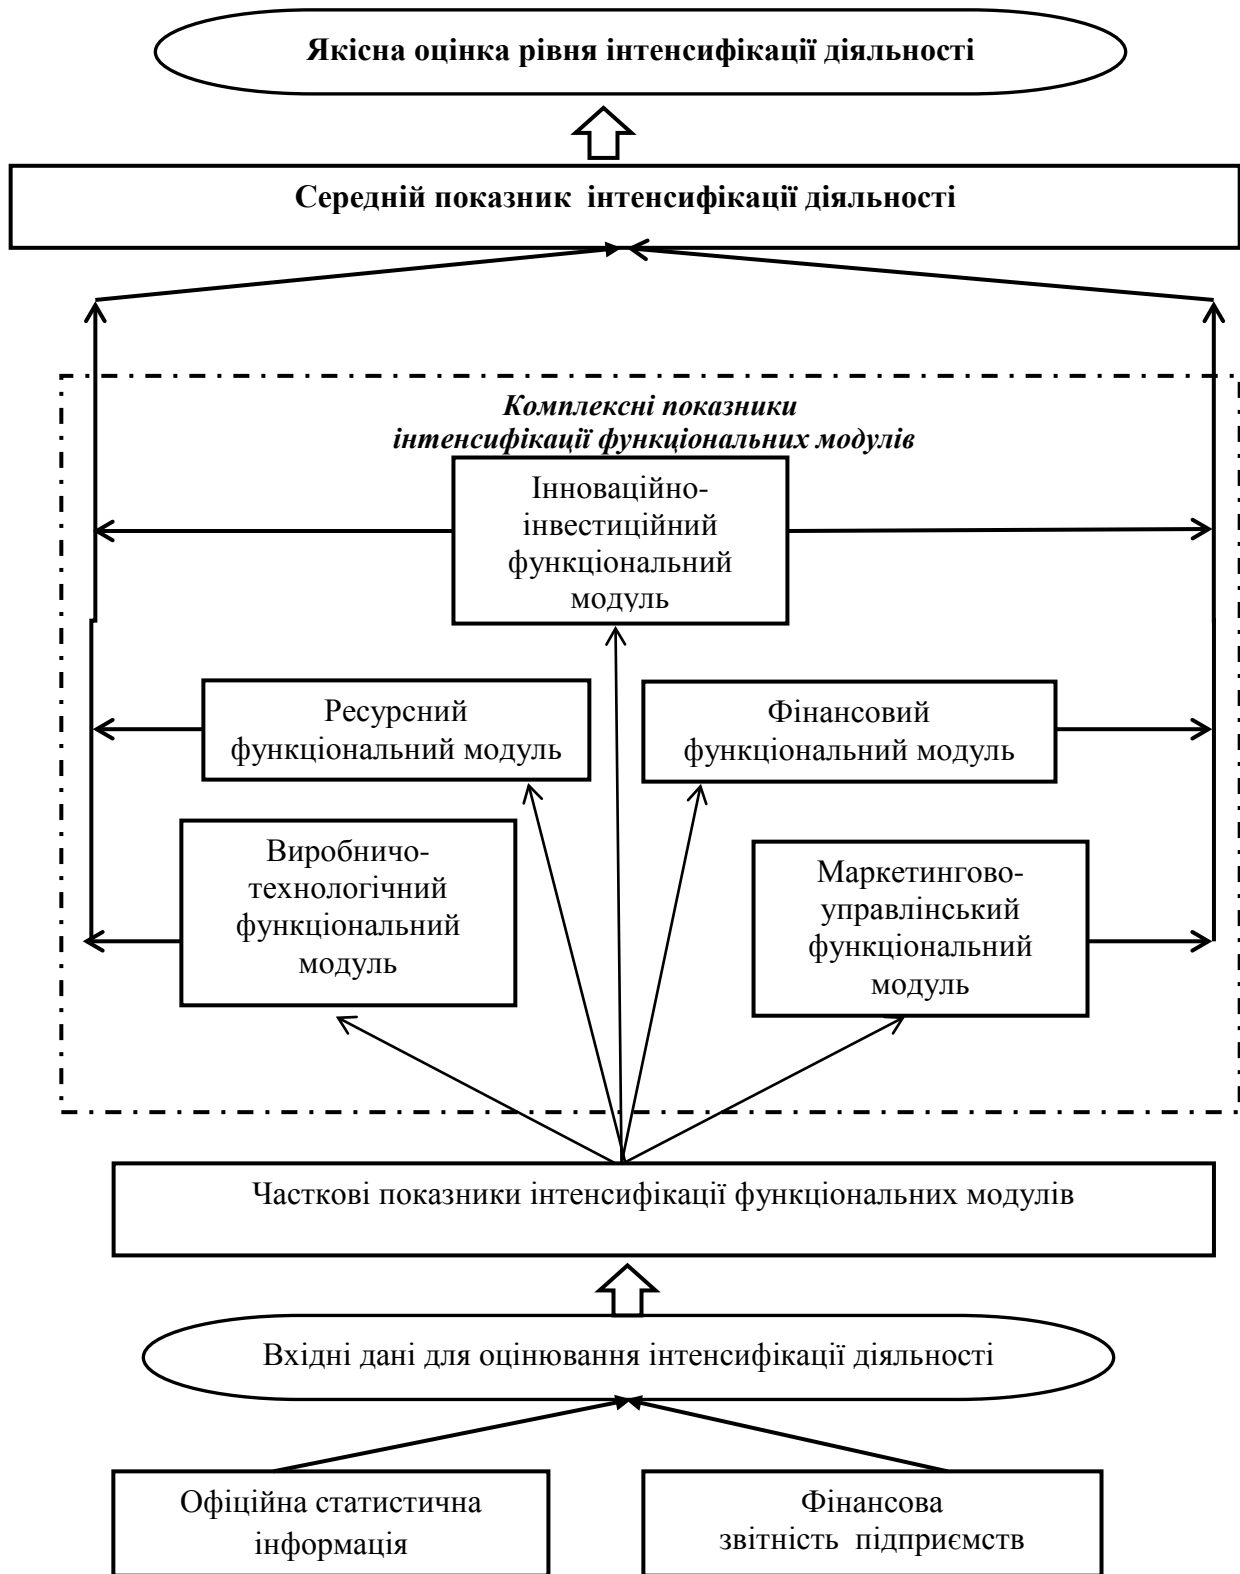 Якісна оцінка рівня інтенсифікації діяльності
Середній показник інтенсифікації діяльності
Комплексні показники
інтенсифікації функціональних модулів
Інноваційно-
інвестиційний
функціональний
модуль
Ресурсний
функціональний модуль
Фінансовий
функціональний модуль
Виробничо-
технологічний
функціональний
модуль
Маркетингово-
управлінський
функціональний
модуль
Часткові показники інтенсифікації функціональних модулів
Вхідні дані для оцінювання інтенсифікації діяльності
Офіційна статистична
інформація
Фінансова
звітність підприємств